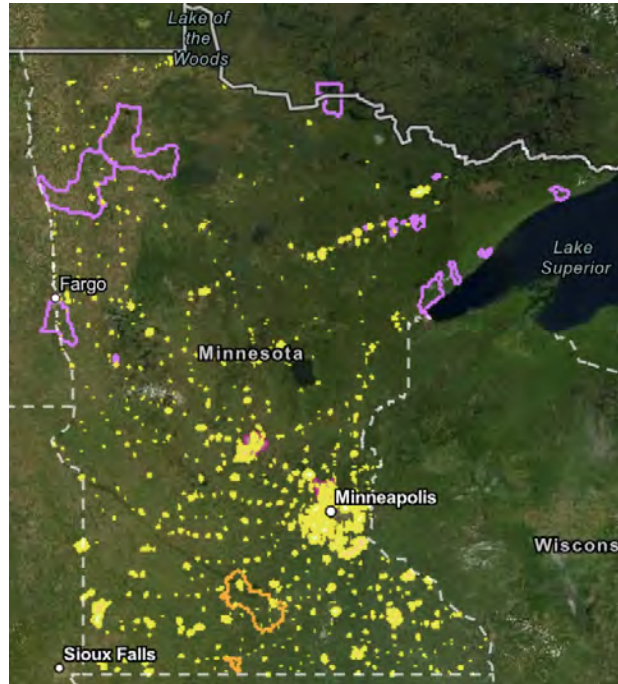 Lake of
the
Woods
Lake
Superior
Fargo
Minnesota
Minneapolis
Wiscons
Sioux Falls